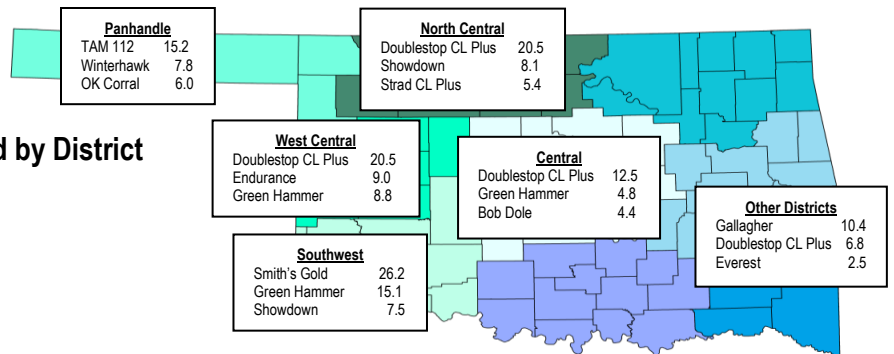 Panhandle
TAM 112 15.2
Winterhawk 7.8
OK Corral 6.0
North Central
Doublestop CL Plus 20.5
Showdown 8.1
Strad CL Plus 5.4
d by District
West Central
Doublestop CL Plus 20.5
Endurance 9.0
Green Hammer 8.8
Central
Doublestop CL Plus 12.5
Green Hammer 4.8
Bob Dole 4.4
Other Districts
Gallagher 10.4
Doublestop CL Plus 6.8
Everest 2.5
Southwest
Smith's Gold 26.2
Green Hammer 15.1
Showdown 7.5